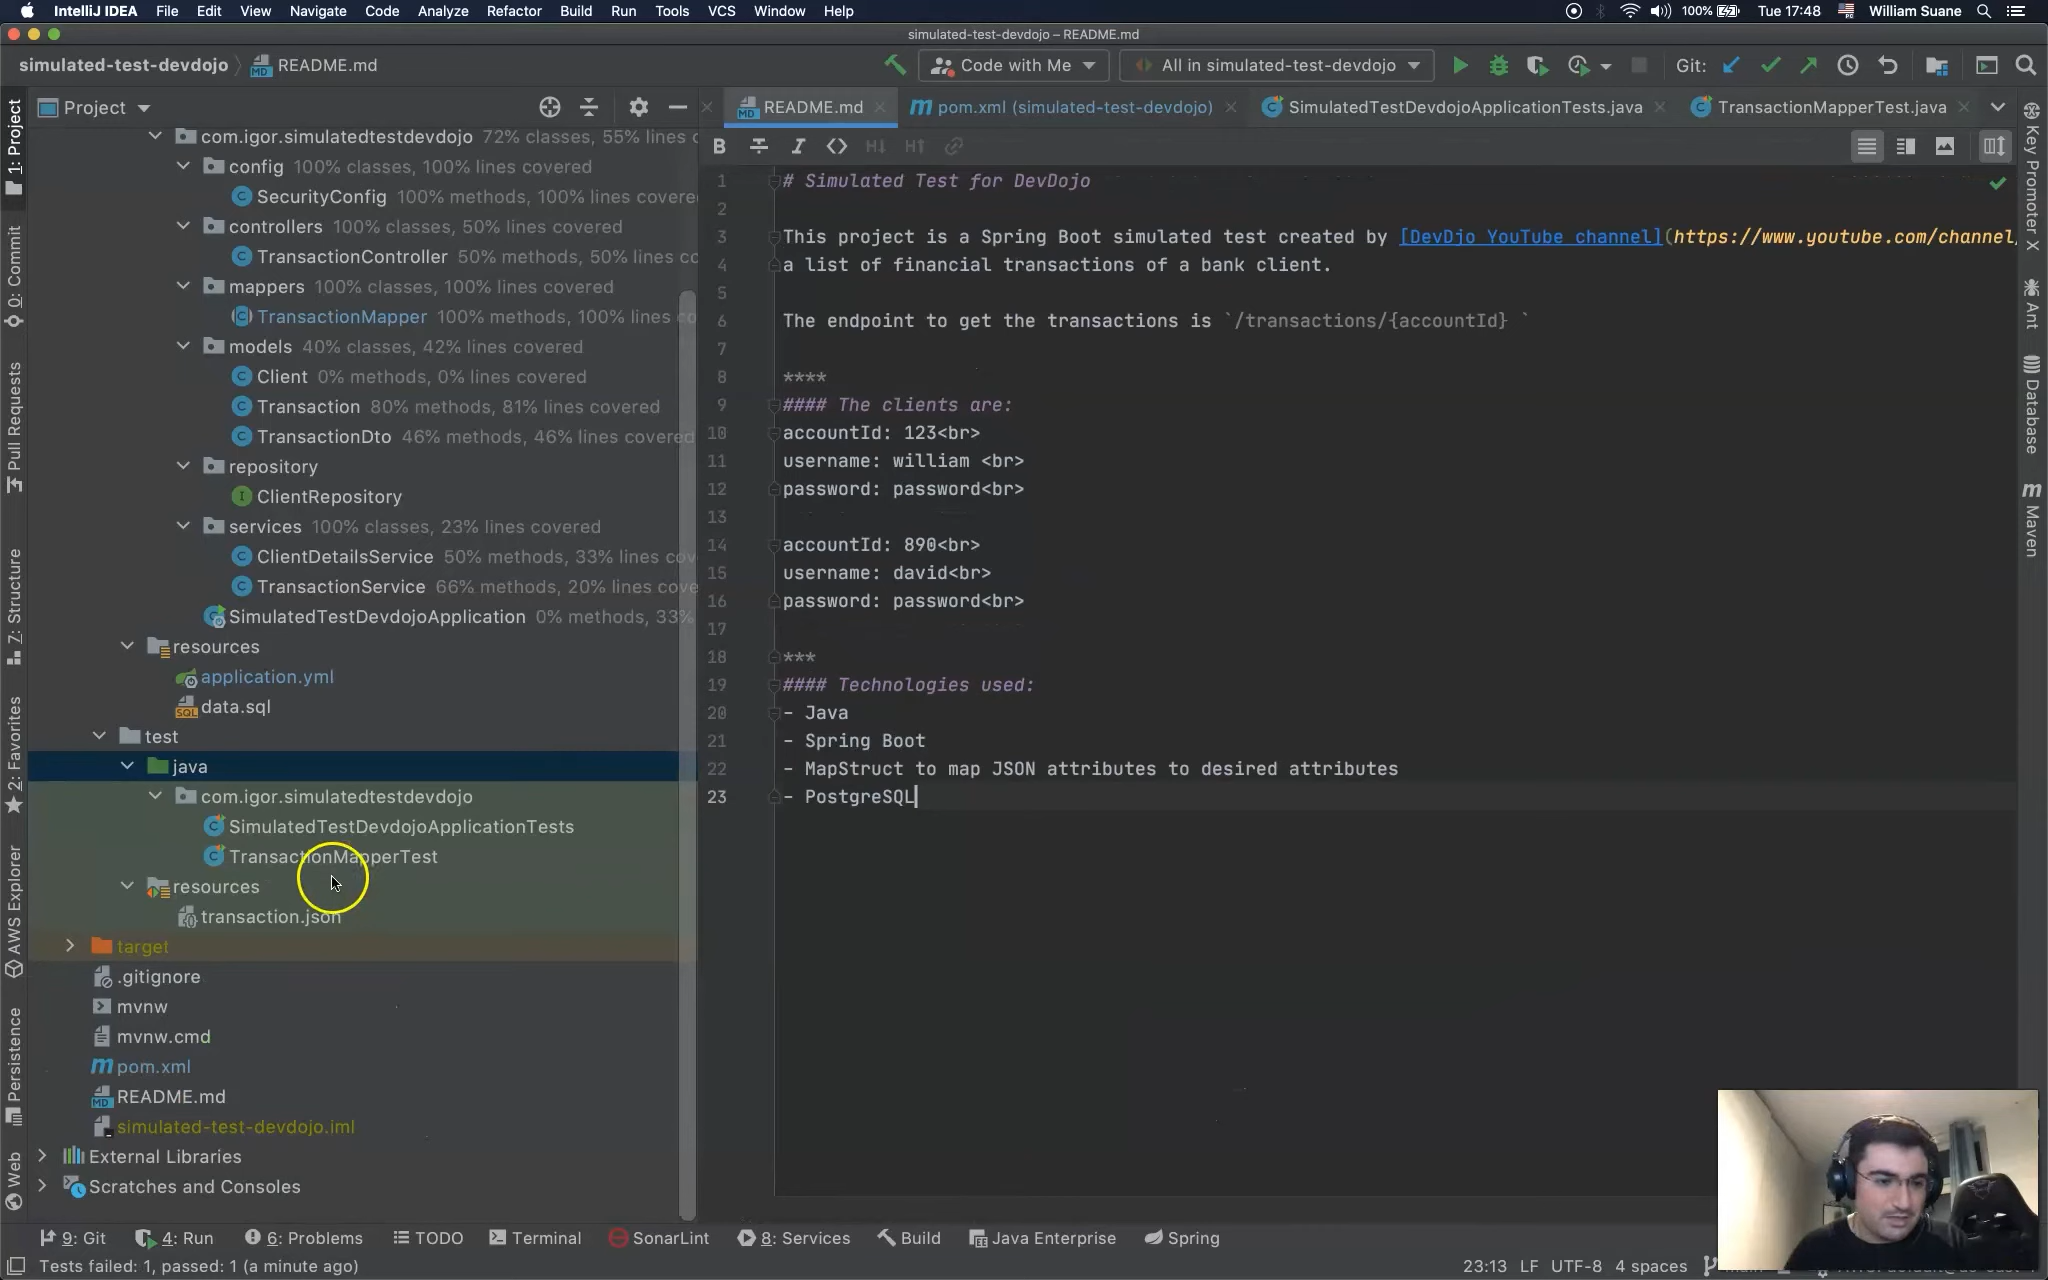 IntelliJ IDEA File Edit View Navigate Code Analyze Refactor Build Run Tools VCS Window Help 100% Tue 17:48 William Suane
simulated-test-devdojo – README.md
simulated-test-devdojo README.md Code with Me All in simulated-test-devdojo Git:
Project README.md pom.xml (simulated-test-devdojo) SimulatedTestDevdojoApplicationTests.java TransactionMapperTest.java
com.igor.simulatedtestdevdojo 72% classes, 55% lines c
config 100% classes, 100% lines covered
SecurityConfig 100% methods, 100% lines covere
controllers 100% classes, 50% lines covered
TransactionController 50% methods, 50% lines co
mappers 100% classes, 100% lines covered
TransactionMapper 100% methods, 100% lines co
models 40% classes, 42% lines covered
Client 0% methods, 0% lines covered
Transaction 80% methods, 81% lines covered
TransactionDto 46% methods, 46% lines covered
repository
ClientRepository
services 100% classes, 23% lines covered
ClientDetailsService 50% methods, 33% lines cov
TransactionService 66% methods, 20% lines cove
SimulatedTestDevdojoApplication 0% methods, 33%
resources
application.yml
data.sql
test
java
com.igor.simulatedtestdevdojo
SimulatedTestDevdojoApplicationTests
TransactionMapperTest
resources
transaction.json
target
.gitignore
mvnw
mvnw.cmd
pom.xml
README.md
simulated-test-devdojo.iml
External Libraries
Scratches and Consoles
1: Project
0: Commit
Pull Requests
7: Structure
2: Favorites
AWS Explorer
Persistence
Web
1 # Simulated Test for DevDojo
2
3 This project is a Spring Boot simulated test created by [DevDjo YouTube channel](https://www.youtube.com/channel/
4 a list of financial transactions of a bank client.
5
6 The endpoint to get the transactions is `/transactions/{accountId} `
7
8 ****
9 #### The clients are:
10 accountId: 123<br>
11 username: william <br>
12 password: password<br>
13
14 accountId: 890<br>
15 username: david<br>
16 password: password<br>
17
18 ***
19 #### Technologies used:
20 - Java
21 - Spring Boot
22 - MapStruct to map JSON attributes to desired attributes
23 - PostgreSQL
Key Promoter X
Ant
Database
Maven
9: Git 4: Run 6: Problems TODO Terminal SonarLint 8: Services Build Java Enterprise Spring
Tests failed: 1, passed: 1 (a minute ago) 23:13 LF UTF-8 4 spaces